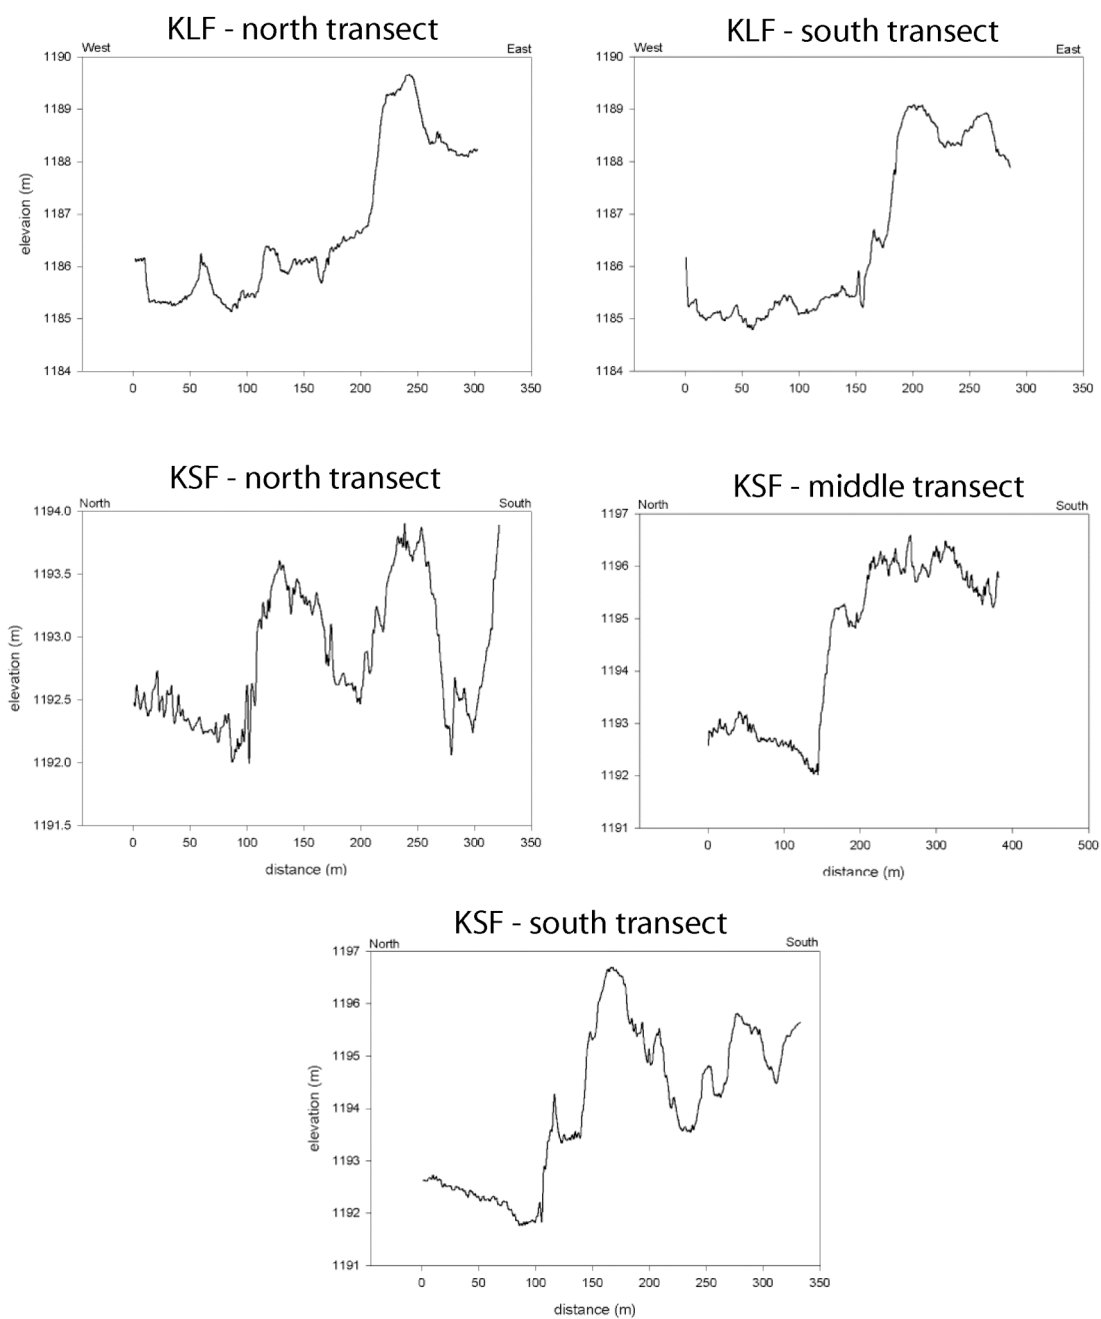 KLF - north transect
West East
1190
1189
1188
1187
1186
1185
1184
elevaion (m)
0 50 100 150 200 250 300 350
KLF - south transect
West East
1190
1189
1188
1187
1186
1185
1184
0 50 100 150 200 250 300 350
KSF - north transect
North South
1194.0
1193.5
1193.0
1192.5
1192.0
1191.5
elevation (m)
0 50 100 150 200 250 300 350
distance (m)
KSF - middle transect
North South
1197
1196
1195
1194
1193
1192
1191
0 100 200 300 400 500
distance (m)
KSF - south transect
North South
1197
1196
1195
1194
1193
1192
1191
elevation (m)
0 50 100 150 200 250 300 350
distance (m)